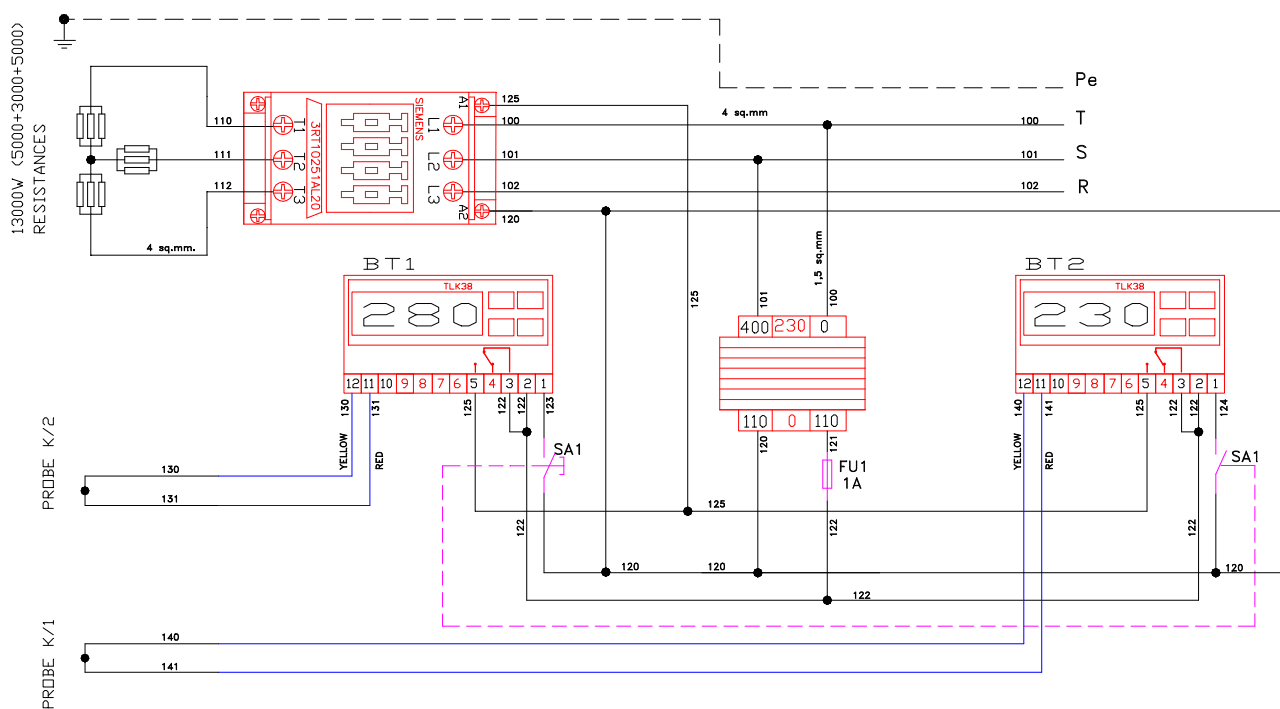 13000W (5000+3000+5000)
RESISTANCES
110
111
112
4 sq.mm.
T1
T2
T3
3RT10251AL20
SIEMENS
A1
L1
L2
L3
A2
125
100
101
102
120
4 sq.mm
Pe
100 T
101 S
102 R
125
101
1,5 sq.mm
100
BT1
TLK38
280
12 11 10 9 8 7 6 5 4 3 2 1
130
131
125
122
122
123
YELLOW
RED
SA1
122
400 230 0
110 0 110
120
121
FU1
1A
122
BT2
TLK38
230
12 11 10 9 8 7 6 5 4 3 2 1
140
141
125
122
122
124
YELLOW
RED
SA1
122
PROBE K/2
130
131
125
120
120
120
122
PROBE K/1
140
141